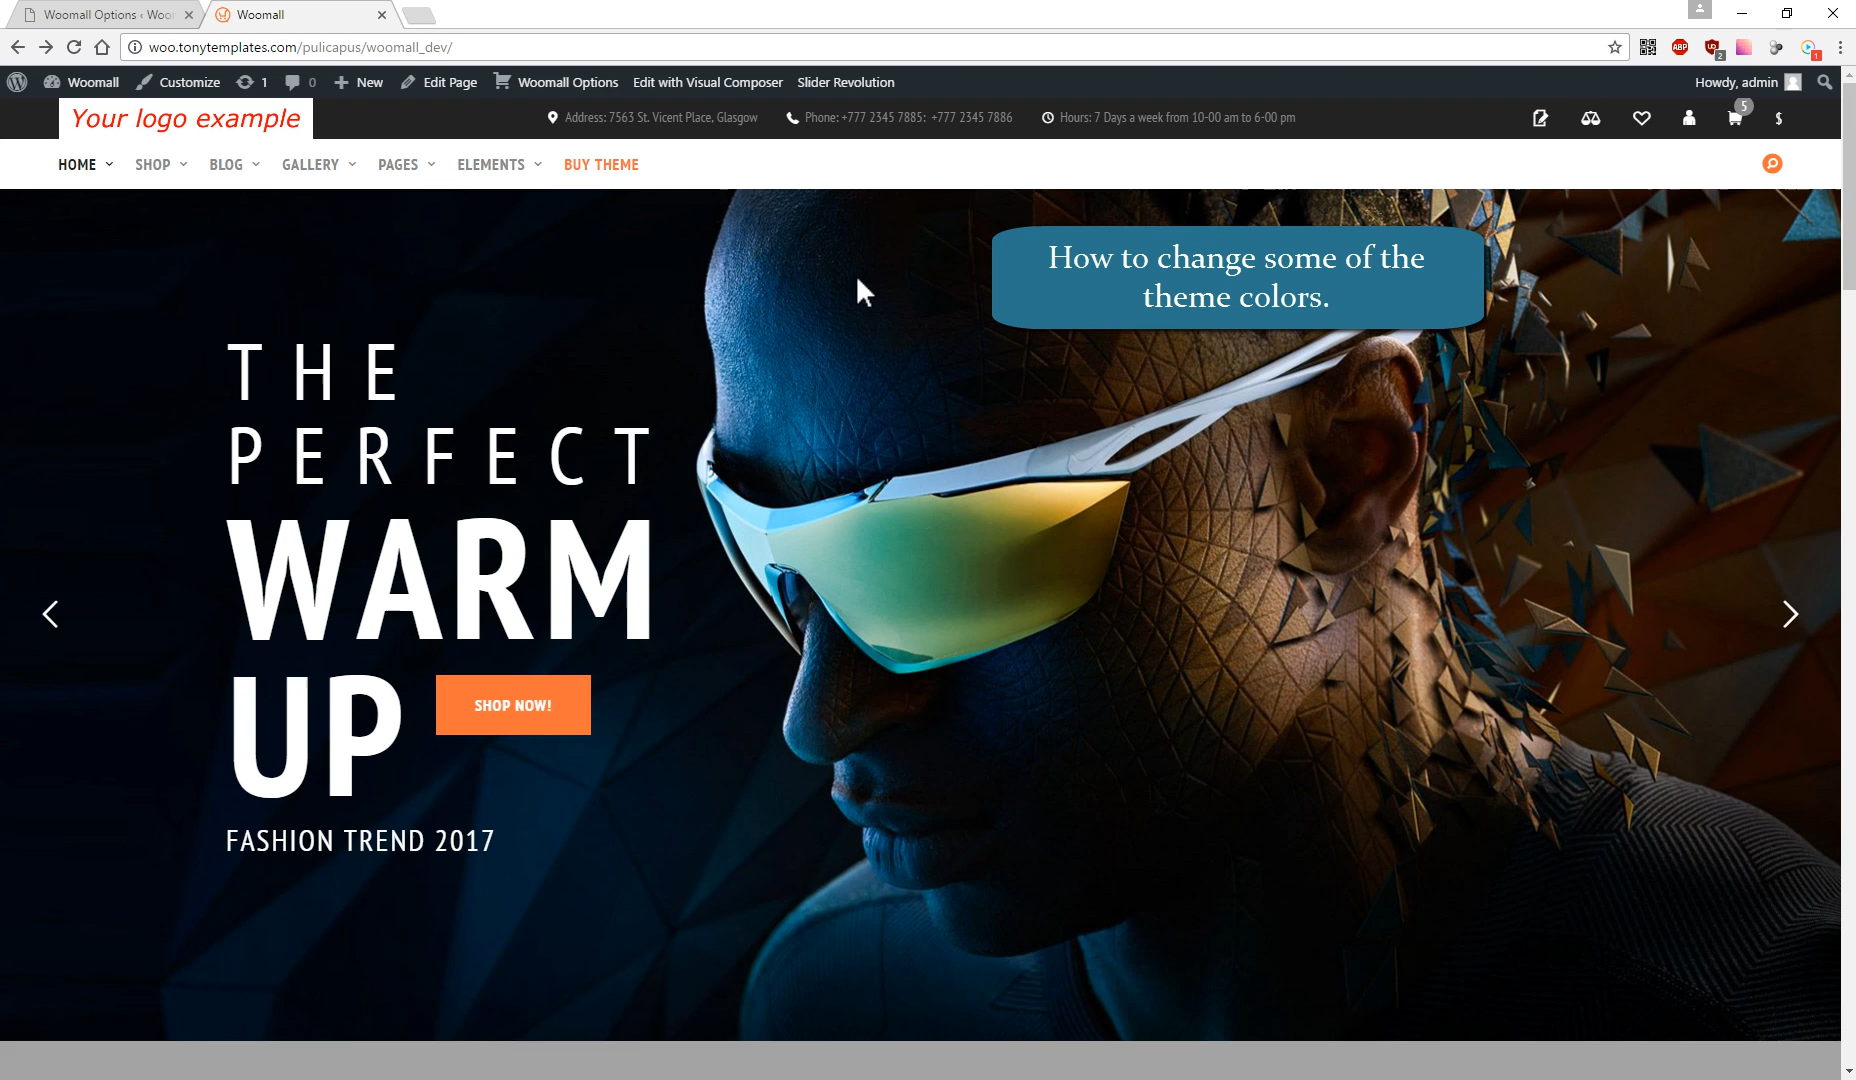 Woomall Options ‹ Woo
Woomall
woo.tonytemplates.com/pulicapus/woomall_dev/
ABP
2
1
Woomall
Customize
1
0
New
Edit Page
Woomall Options
Edit with Visual Composer
Slider Revolution
Howdy, admin
Your logo example
Address: 7563 St. Vicent Place, Glasgow
Phone: +777 2345 7885; +777 2345 7886
Hours: 7 Days a week from 10-00 am to 6-00 pm
5
$
HOME
SHOP
BLOG
GALLERY
PAGES
ELEMENTS
BUY THEME
How to change some of the
theme colors.
THE
PERFECT
WARM
UP
SHOP NOW!
FASHION TREND 2017